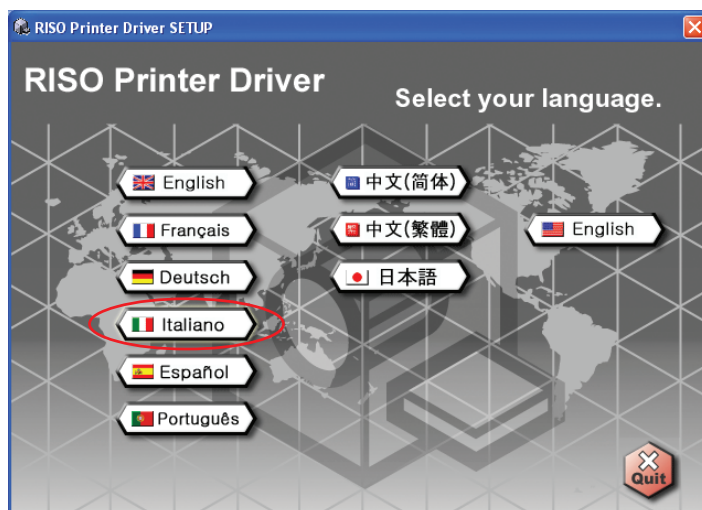 RISO Printer Driver SETUP
RISO Printer Driver
Select your language.
English
Français
Deutsch
Italiano
Español
Português
中文(简体)
中文(繁體)
日本語
English
Quit